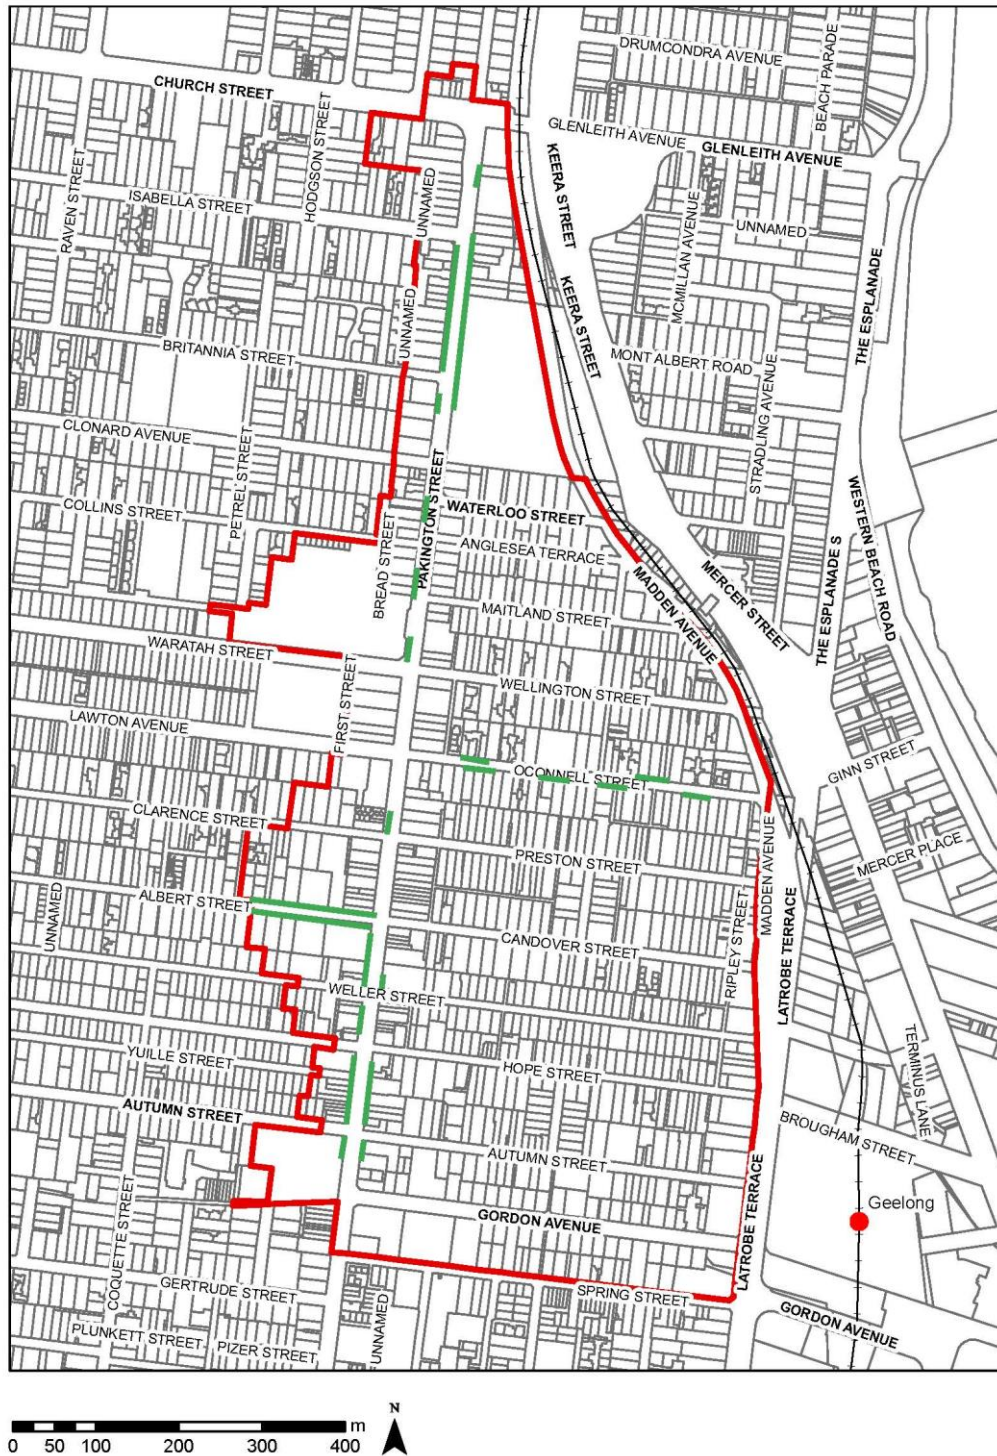 DRUMCONDRA AVENUE
BEACH PARADE
CHURCH STREET
HODGSON STREET
GLENLEITH AVENUE
GLENLEITH AVENUE
KEERA STREET
RAVEN STREET
ISABELLA STREET
UNNAMED
MCMILLAN AVENUE
UNNAMED
KEERA STREET
THE ESPLANADE
UNNAMED
BRITANNIA STREET
MONT ALBERT ROAD
STRADLING AVENUE
CLONARD AVENUE
PETREL STREET
PAKINGTON STREET
COLLINS STREET
WATERLOO STREET
WESTERN BEACH ROAD
BREAD STREET
ANGLESEA TERRACE
MERCER STREET
THE ESPLANADE S
MADDEN AVENUE
MAITLAND STREET
WARATAH STREET
WELLINGTON STREET
LAWTON AVENUE
FIRST STREET
OCONNELL STREET
GINN STREET
CLARENCE STREET
PRESTON STREET
MADDEN AVENUE
MERCER PLACE
UNNAMED
ALBERT STREET
CANDOVER STREET
RIPLEY STREET
LATROBE TERRACE
WELLER STREET
YUILLE STREET
HOPE STREET
TERMINUS LANE
AUTUMN STREET
AUTUMN STREET
BROUGHAM STREET
COQUETTE STREET
GORDON AVENUE
LATROBE TERRACE
Geelong
GERTRUDE STREET
SPRING STREET
GORDON AVENUE
PLUNKETT STREET
PIZER STREET
UNNAMED
N
m
0 50 100 200 300 400